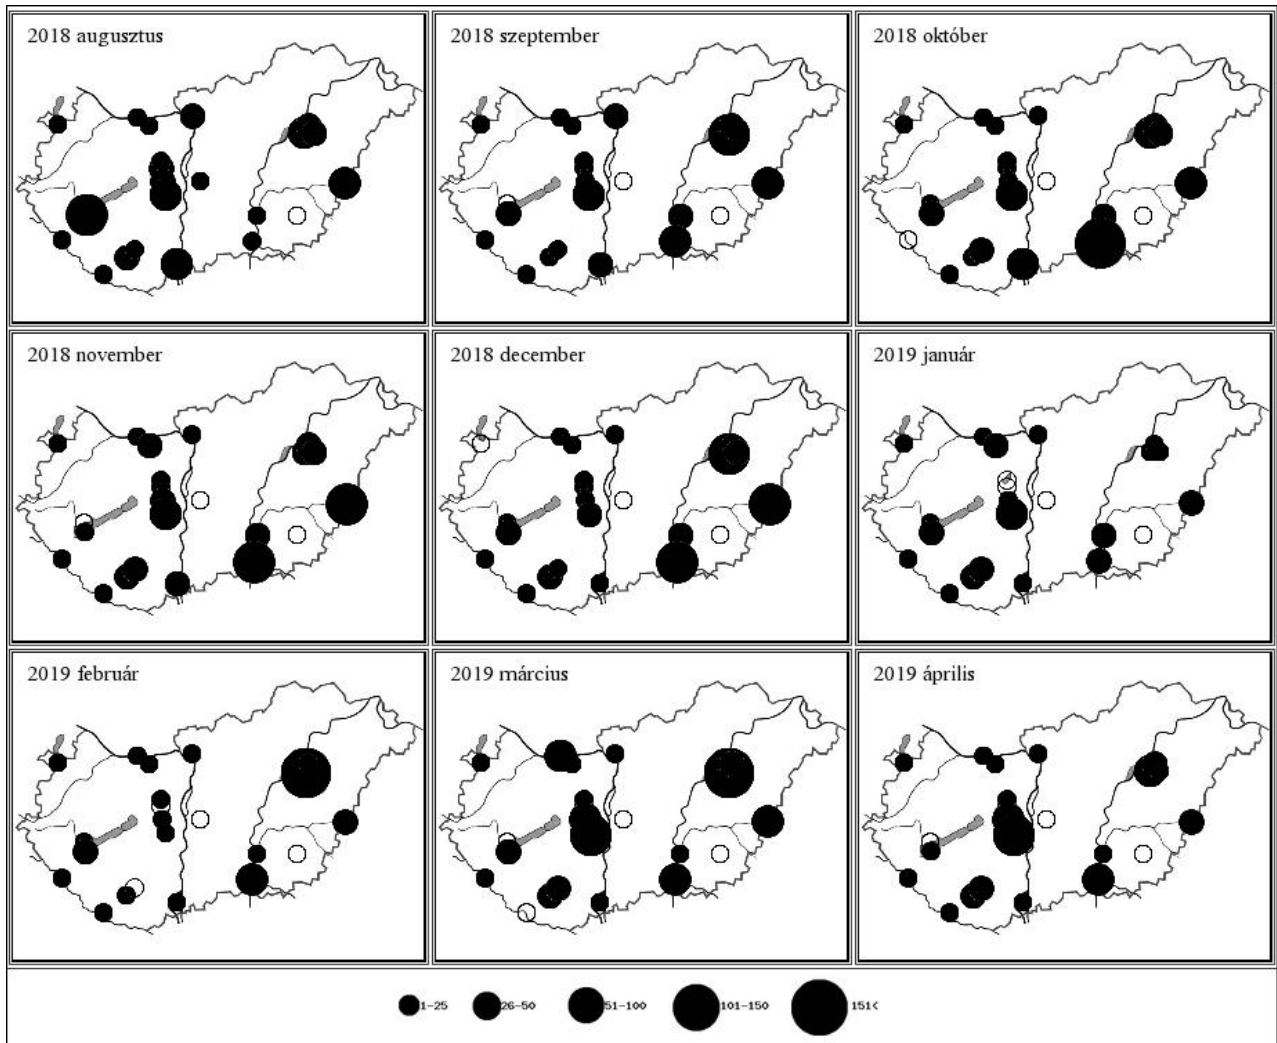 2018 augusztus
2018 szeptember
2018 október
2018 november
2018 december
2019 január
2019 február
2019 március
2019 április
1-25
26-50
51-100
101-150
151<